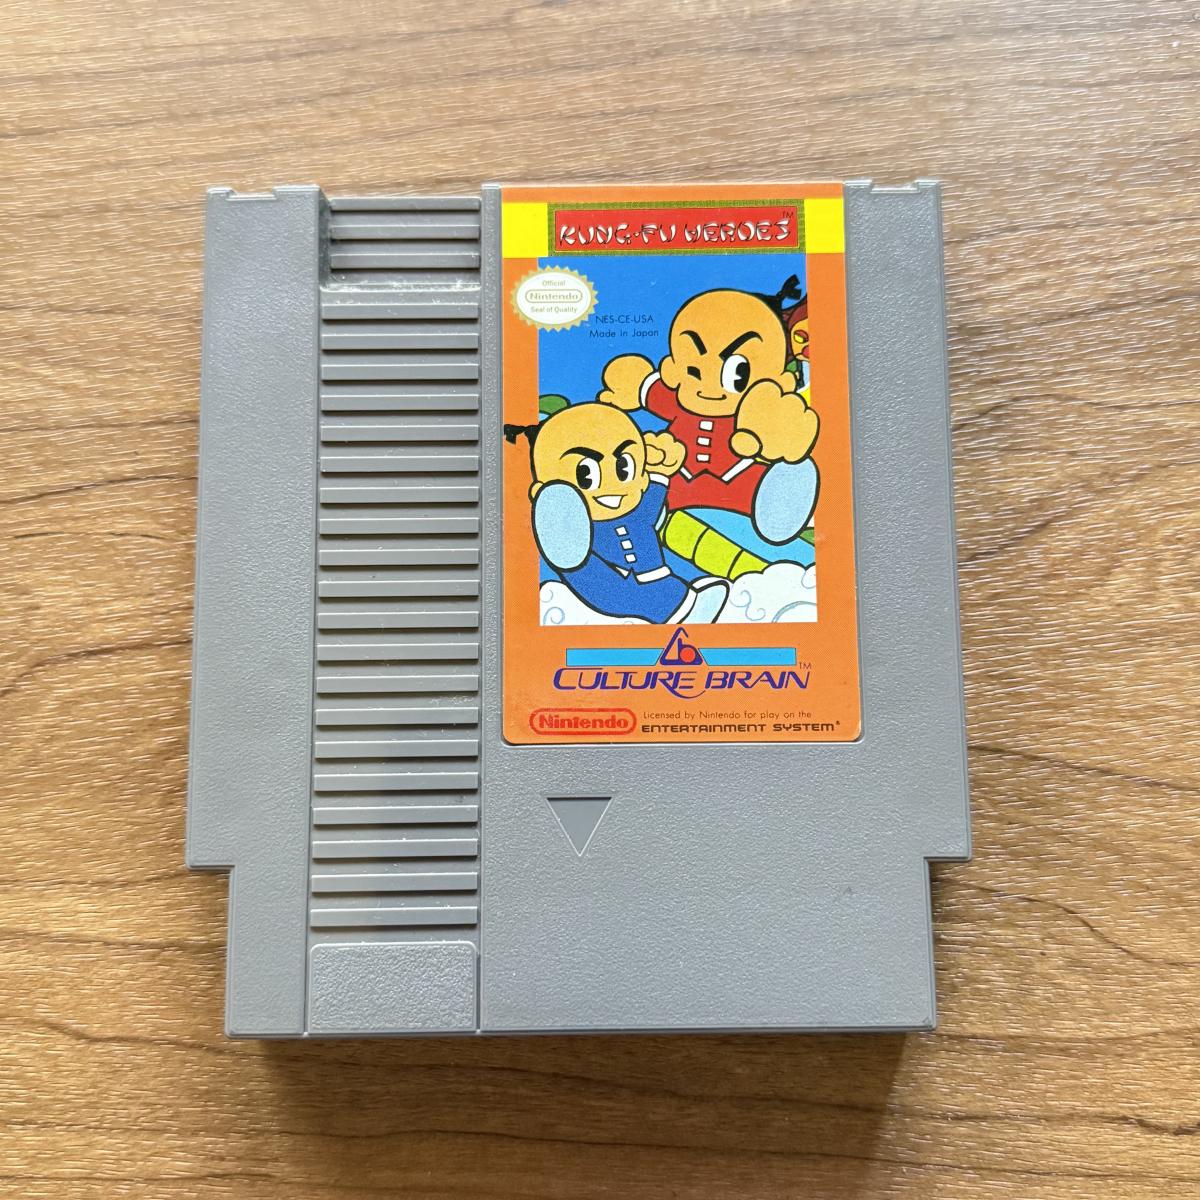 KUNG-FU HEROES™
Official
Nintendo
Seal of Quality
NES-CE-USA
Made in Japan
CULTURE BRAIN™
Nintendo
Licensed by Nintendo for play on the
ENTERTAINMENT SYSTEM®